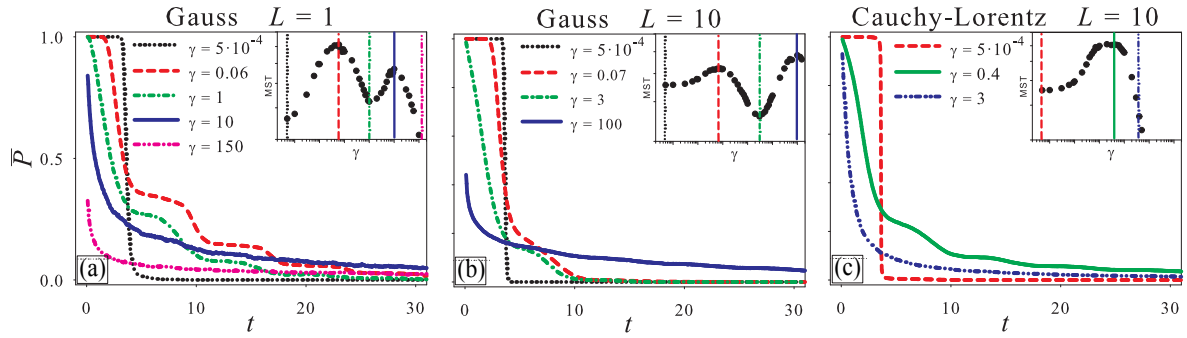 Gauss L = 1
γ = 5·10⁻⁴
γ = 0.06
γ = 1
γ = 10
γ = 150
MST
γ
1.0
0.5
0.0
P̅
(a)
0
10
20
30
t
Gauss L = 10
γ = 5·10⁻⁴
γ = 0.07
γ = 3
γ = 100
MST
γ
(b)
0
10
20
30
t
Cauchy-Lorentz L = 10
γ = 5·10⁻⁴
γ = 0.4
γ = 3
MST
γ
(c)
0
10
20
30
t